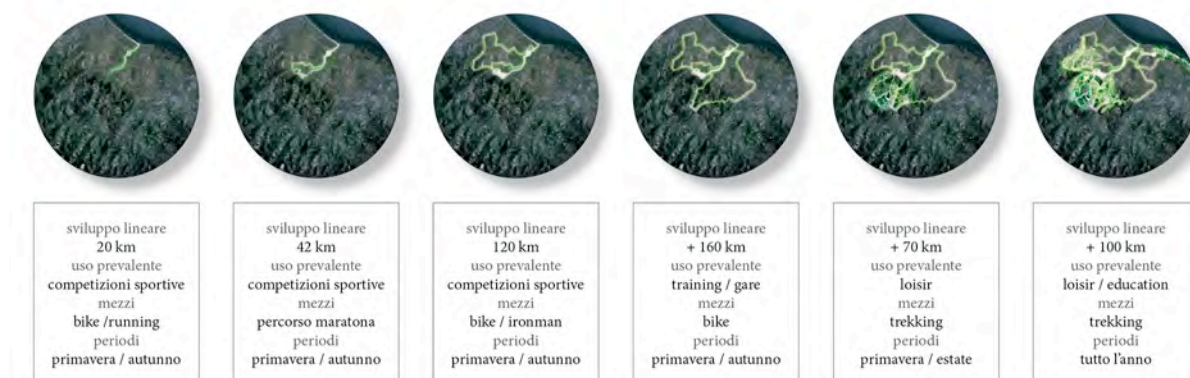 sviluppo lineare
20 km
uso prevalente
competizioni sportive
mezzi
bike /running
periodi
primavera / autunno
sviluppo lineare
42 km
uso prevalente
competizioni sportive
mezzi
percorso maratona
periodi
primavera / autunno
sviluppo lineare
120 km
uso prevalente
competizioni sportive
mezzi
bike / ironman
periodi
primavera / autunno
sviluppo lineare
+ 160 km
uso prevalente
training / gare
mezzi
bike
periodi
primavera / autunno
sviluppo lineare
+ 70 km
uso prevalente
loisir
mezzi
trekking
periodi
primavera / estate
sviluppo lineare
+ 100 km
uso prevalente
loisir / education
mezzi
trekking
periodi
tutto l'anno